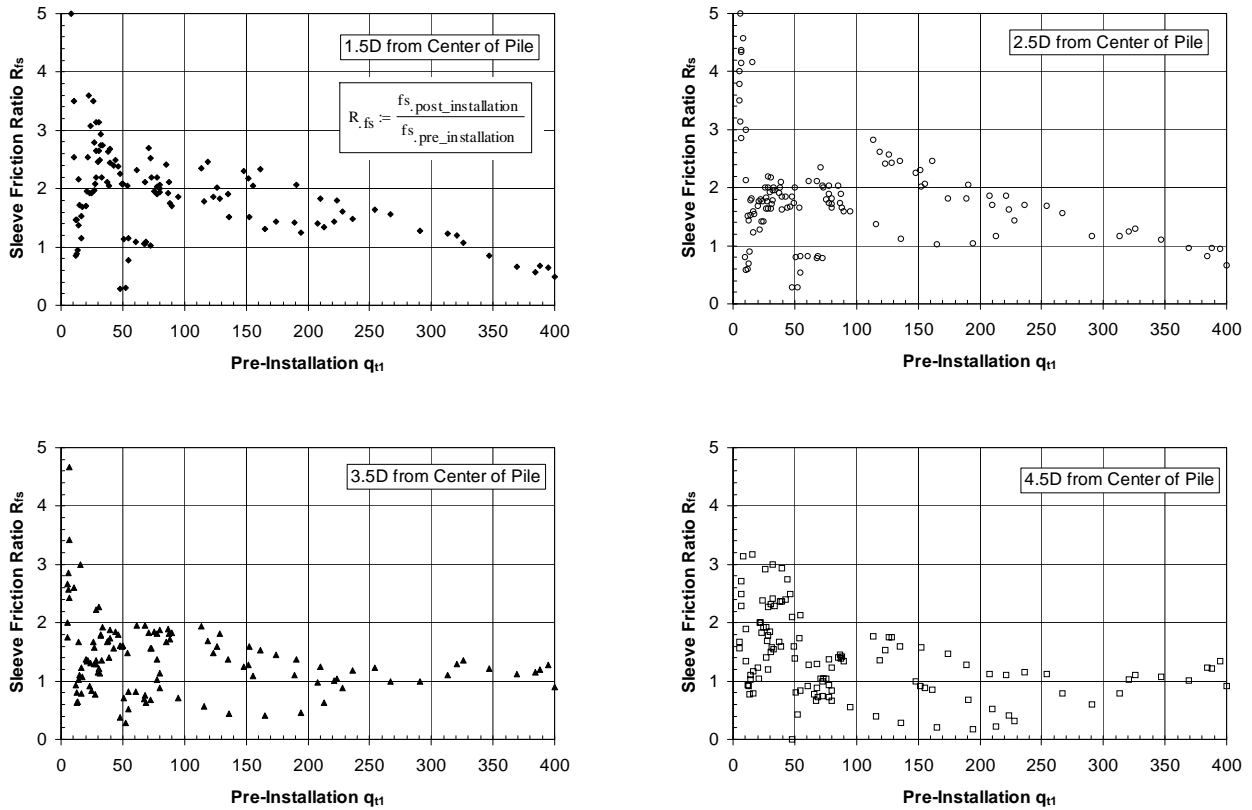 5
4
3
2
1
0
Sleeve Friction Ratio Rfs
1.5D from Center of Pile
R.fs := fs.post_installation
fs.pre_installation
0 50 100 150 200 250 300 350 400
Pre-Installation qt1
5
4
3
2
1
0
Sleeve Friction Ratio Rfs
2.5D from Center of Pile
0 50 100 150 200 250 300 350 400
Pre-Installation qt1
5
4
3
2
1
0
Sleeve Friction Ratio Rfs
3.5D from Center of Pile
0 50 100 150 200 250 300 350 400
Pre-Installation qt1
5
4
3
2
1
0
Sleeve Friction Ratio Rfs
4.5D from Center of Pile
0 50 100 150 200 250 300 350 400
Pre-Installation qt1